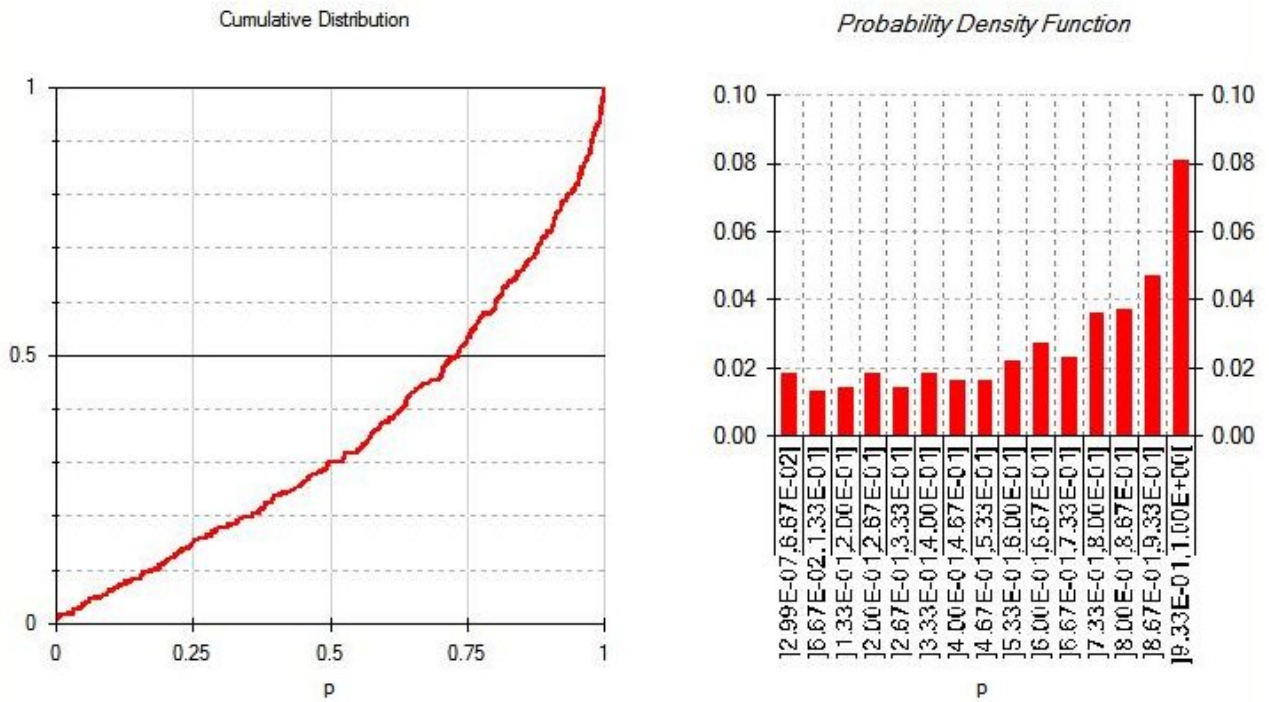 Cumulative Distribution
1
0.5
0
0
0.25
0.5
0.75
1
p
Probability Density Function
0.10
0.08
0.06
0.04
0.02
0.00
0.10
0.08
0.06
0.04
0.02
0.00
]2.99E-07,6.67E-02]
]6.67E-02,1.33E-01]
]1.33E-01,2.00E-01]
]2.00E-01,2.67E-01]
]2.67E-01,3.33E-01]
]3.33E-01,4.00E-01]
]4.00E-01,4.67E-01]
]4.67E-01,5.33E-01]
]5.33E-01,6.00E-01]
]6.00E-01,6.67E-01]
]6.67E-01,7.33E-01]
]7.33E-01,8.00E-01]
]8.00E-01,8.67E-01]
]8.67E-01,9.33E-01]
]9.33E-01,1.00E+00[
p